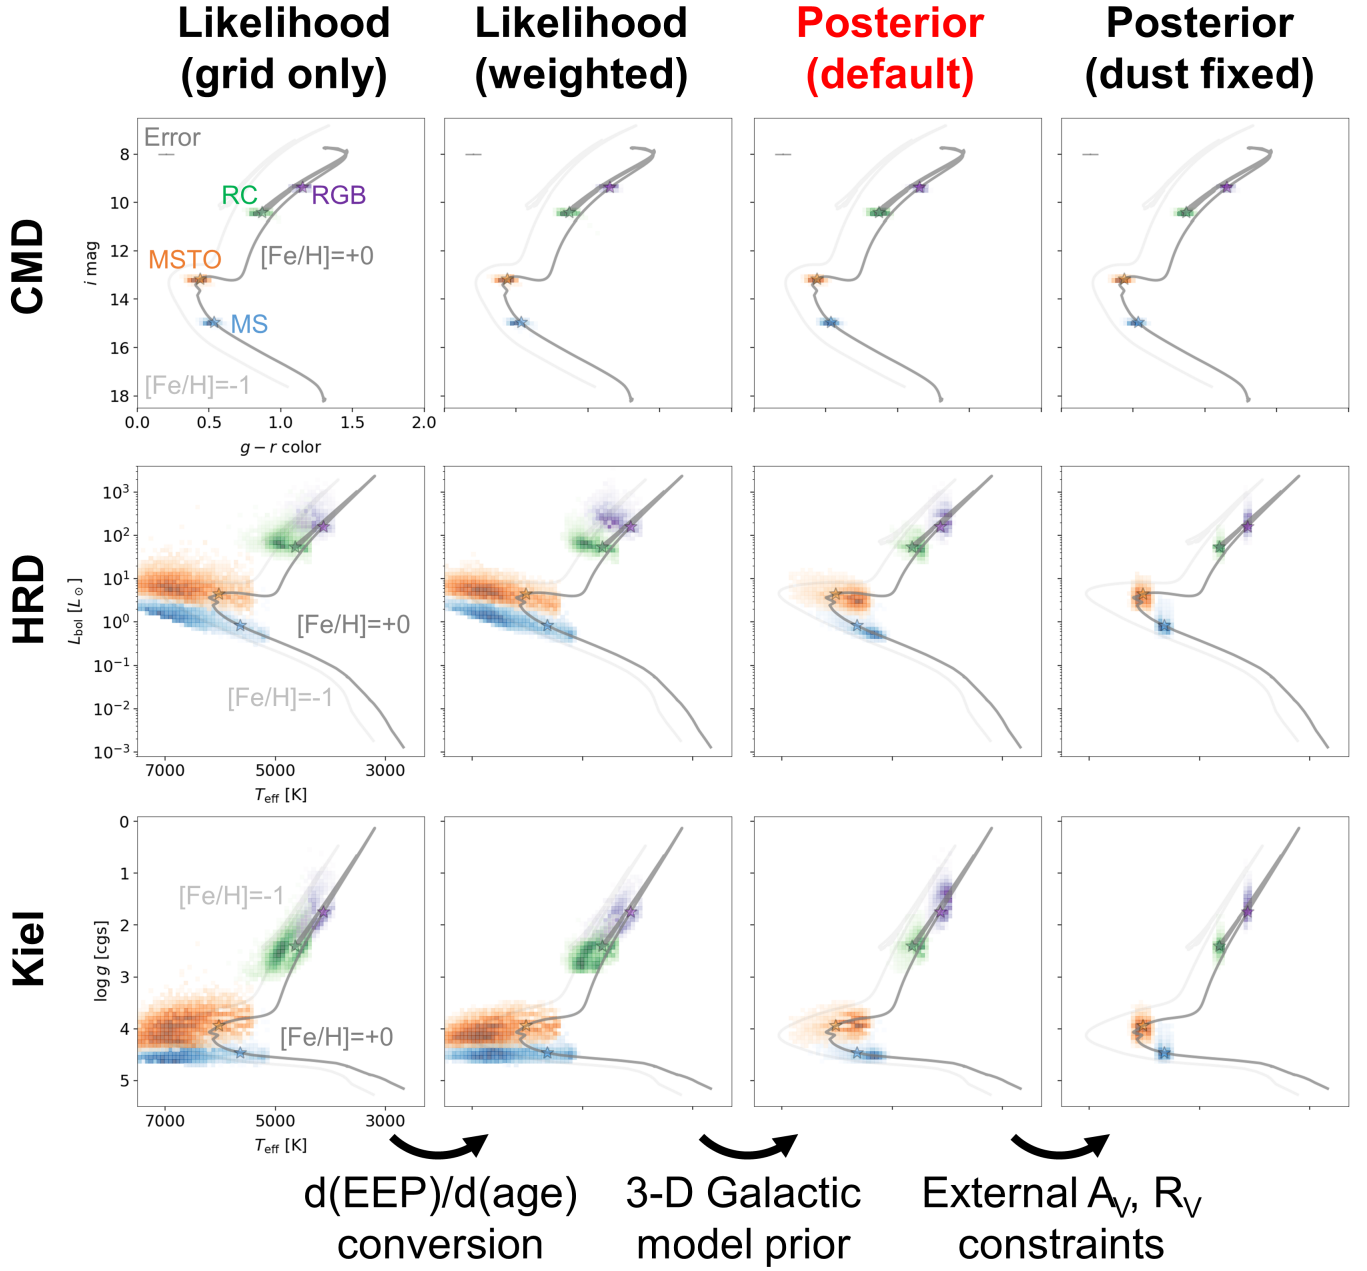 Likelihood
(grid only)
Likelihood
(weighted)
Posterior
(default)
Posterior
(dust fixed)
CMD
Error
RC
RGB
MSTO
[Fe/H]=+0
MS
[Fe/H]=-1
8
10
12
14
16
18
i mag
0.0
0.5
1.0
1.5
2.0
g − r color
HRD
10³
10²
10¹
10⁰
10⁻¹
10⁻²
10⁻³
L_bol [L_⊙]
[Fe/H]=+0
[Fe/H]=-1
7000
5000
3000
T_eff [K]
Kiel
0
1
2
3
4
5
log g [cgs]
[Fe/H]=-1
[Fe/H]=+0
7000
5000
3000
T_eff [K]
d(EEP)/d(age)
conversion
3-D Galactic
model prior
External A_V, R_V
constraints